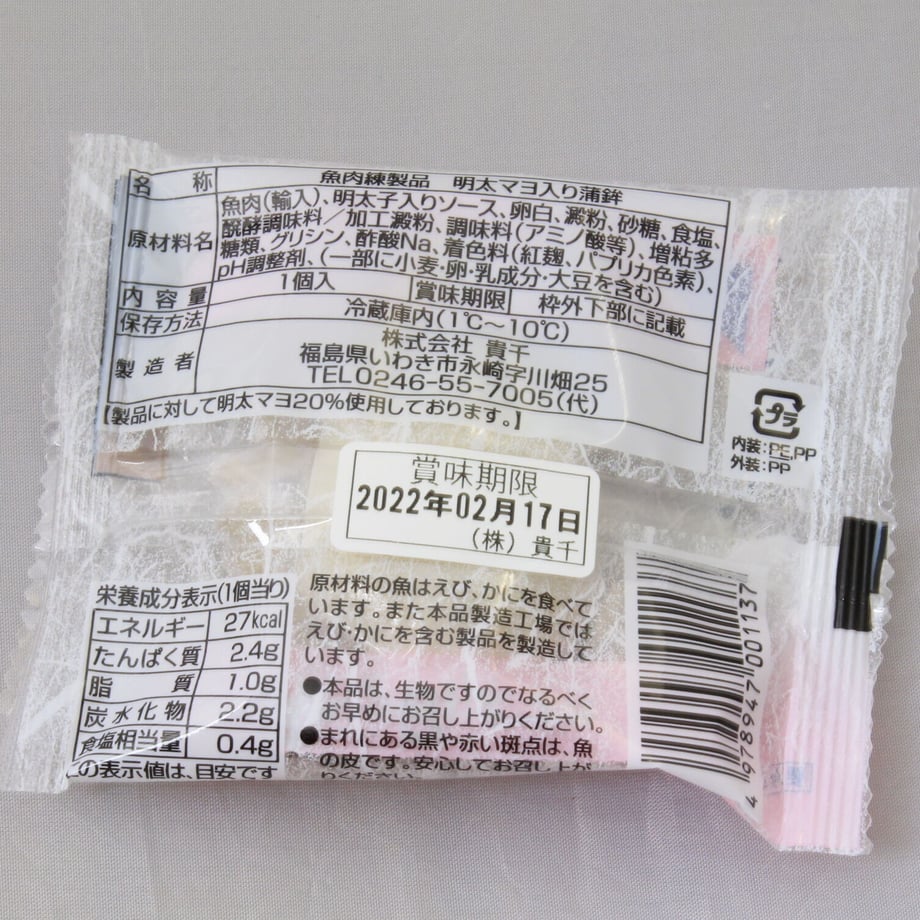 名称 魚肉練製品 明太マヨ入り蒲鉾
原材料名 魚肉(輸入)、明太子入りソース、卵白、澱粉、砂糖、食塩、
醗酵調味料/加工澱粉、調味料(アミノ酸等)、増粘多
糖類、グリシン、酢酸Na、着色料(紅麹、パプリカ色素)、
pH調整剤、(一部に小麦・卵・乳成分・大豆を含む)
内容量 1個入 賞味期限 枠外下部に記載
保存方法 冷蔵庫内(1℃〜10℃)
製造者 株式会社 貴千
福島県いわき市永崎字川畑25
TEL0246-55-7005(代)
【製品に対して明太マヨ20%使用しております。】
プラ
内装:PE,PP
外装:PP
賞味期限
2022年02月17日
(株)貴千
栄養成分表示(1個当り)
エネルギー 27kcal
たんぱく質 2.4g
脂質 1.0g
炭水化物 2.2g
食塩相当量 0.4g
の表示値は、目安です
原材料の魚はえび、かにを食べて
います。また本品製造工場では
えび・かにを含む製品を製造して
います。
●本品は、生物ですのでなるべく
お早めにお召し上がりください。
●まれにある黒や赤い斑点は、魚
の皮です。安心してお召し上が
りください。
4 978947 001137